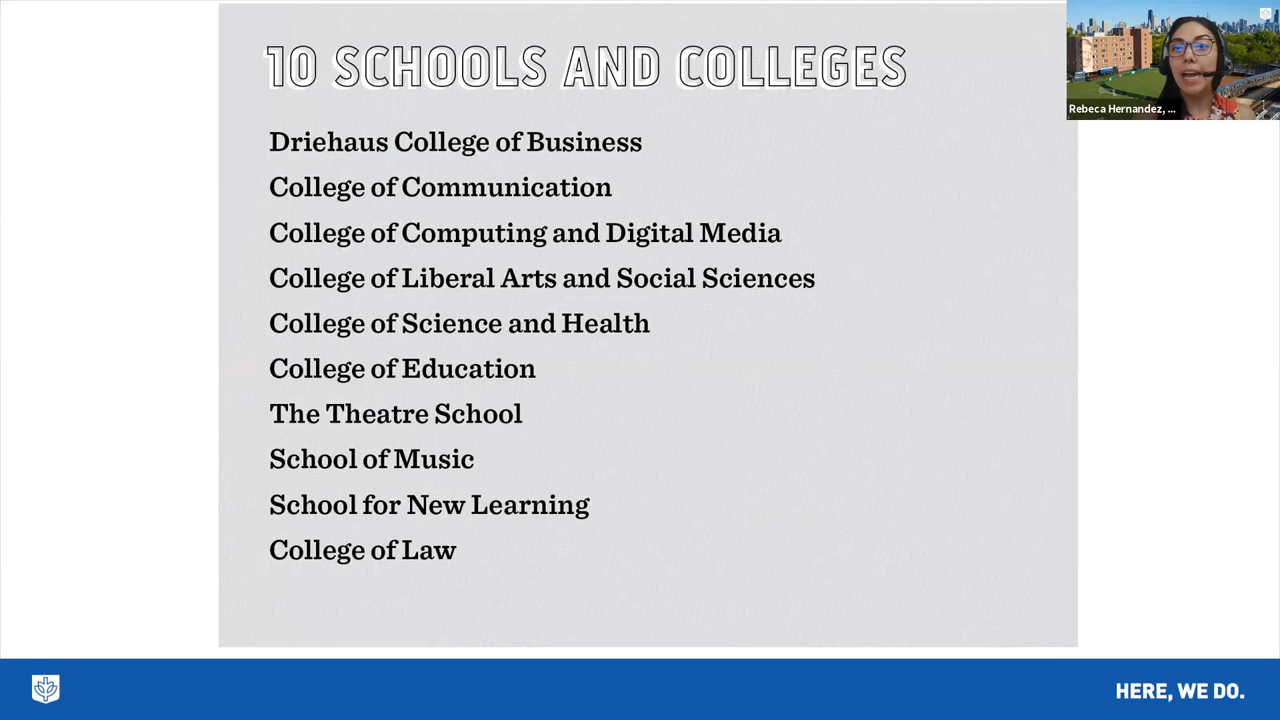 10 SCHOOLS AND COLLEGES
Driehaus College of Business
College of Communication
College of Computing and Digital Media
College of Liberal Arts and Social Sciences
College of Science and Health
College of Education
The Theatre School
School of Music
School for New Learning
College of Law
Rebeca Hernandez, ...
HERE, WE DO.